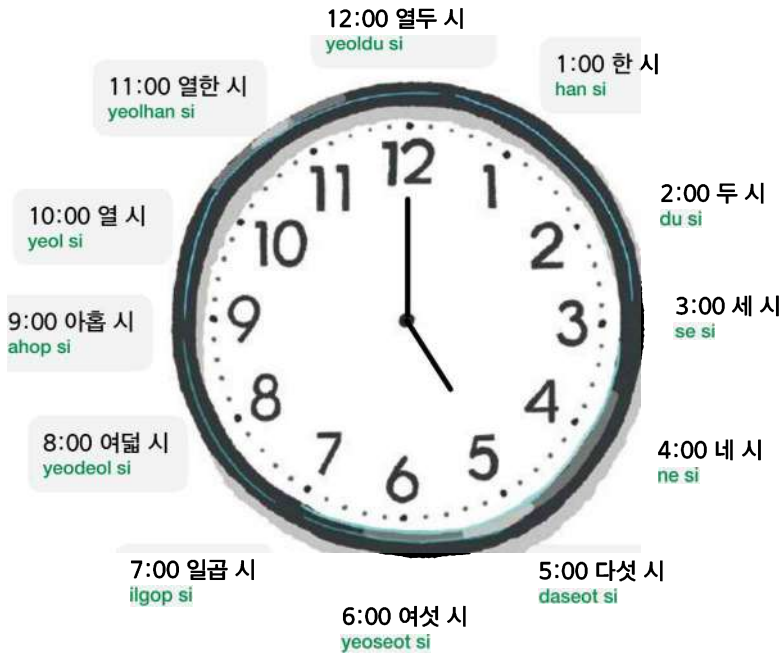 12:00 열두 시
yeoldu si
1:00 한 시
han si
11:00 열한 시
yeolhan si
2:00 두 시
du si
10:00 열 시
yeol si
3:00 세 시
se si
9:00 아홉 시
ahop si
4:00 네 시
ne si
8:00 여덟 시
yeodeol si
5:00 다섯 시
daseot si
7:00 일곱 시
ilgop si
6:00 여섯 시
yeoseot si
12
1
2
3
4
5
6
7
8
9
10
11